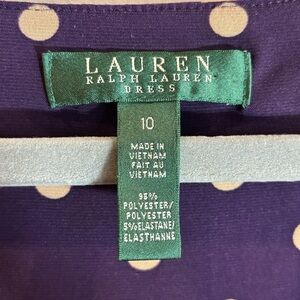 LAUREN
RALPH LAUREN
DRESS
10
MADE IN
VIETNAM
FAIT AU
VIETNAM
95%
POLYESTER/
POLYESTER
5%ELASTANE/
ELASTHANNE